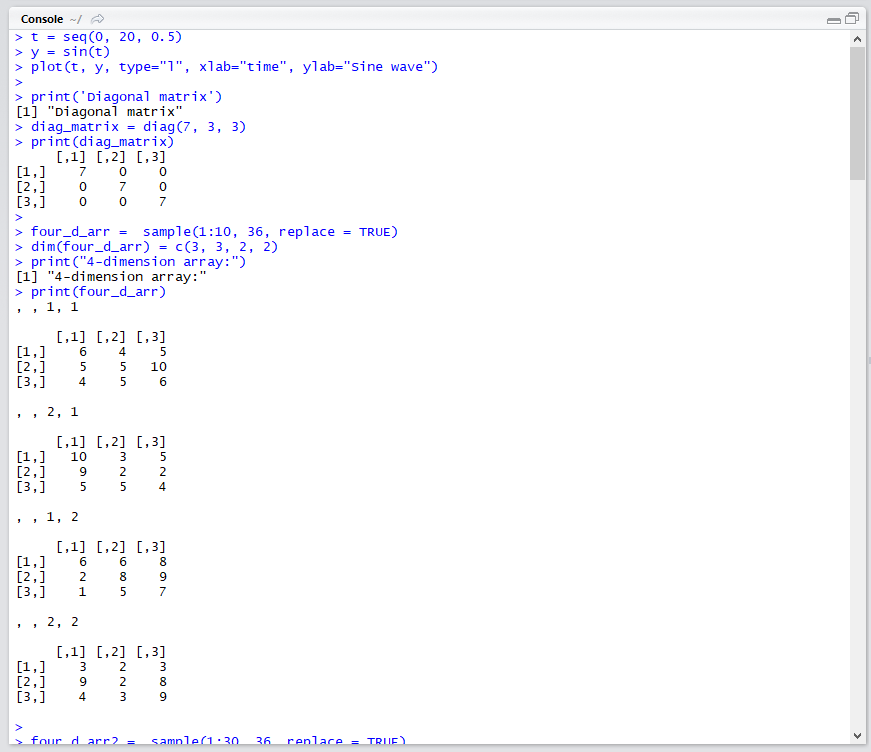 Console ~/
> t = seq(0, 20, 0.5)
> y = sin(t)
> plot(t, y, type="l", xlab="time", ylab="Sine wave")
>
> print('Diagonal matrix')
[1] "Diagonal matrix"
> diag_matrix = diag(7, 3, 3)
> print(diag_matrix)
     [,1] [,2] [,3]
[1,]    7    0    0
[2,]    0    7    0
[3,]    0    0    7
>
> four_d_arr =  sample(1:10, 36, replace = TRUE)
> dim(four_d_arr) = c(3, 3, 2, 2)
> print("4-dimension array:")
[1] "4-dimension array:"
> print(four_d_arr)
, , 1, 1

     [,1] [,2] [,3]
[1,]    6    4    5
[2,]    5    5   10
[3,]    4    5    6

, , 2, 1

     [,1] [,2] [,3]
[1,]   10    3    5
[2,]    9    2    2
[3,]    5    5    4

, , 1, 2

     [,1] [,2] [,3]
[1,]    6    6    8
[2,]    2    8    9
[3,]    1    5    7

, , 2, 2

     [,1] [,2] [,3]
[1,]    3    2    3
[2,]    9    2    8
[3,]    4    3    9

>
> four_d_arr2 =  sample(1:30, 36, replace = TRUE)